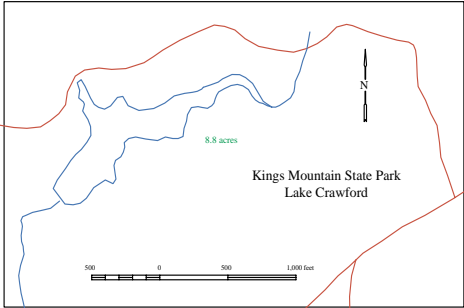 N
8.8 acres
Kings Mountain State Park
Lake Crawford
500 0 500 1,000 feet